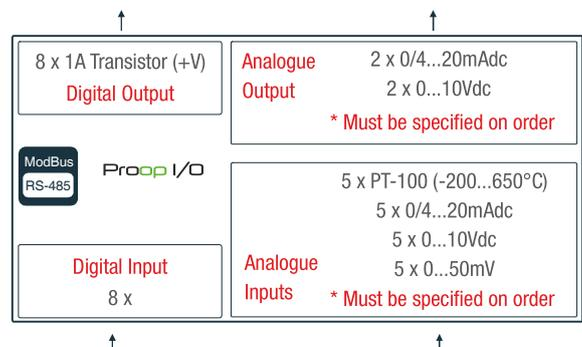 8 x 1A Transistor (+V)
Digital Output
Analogue
Output
2 x 0/4...20mAdc
2 x 0...10Vdc
* Must be specified on order
ModBus
RS-485
Proop I/O
Digital Input
8 x
Analogue
Inputs
5 x PT-100 (-200...650°C)
5 x 0/4...20mAdc
5 x 0...10Vdc
5 x 0...50mV
* Must be specified on order